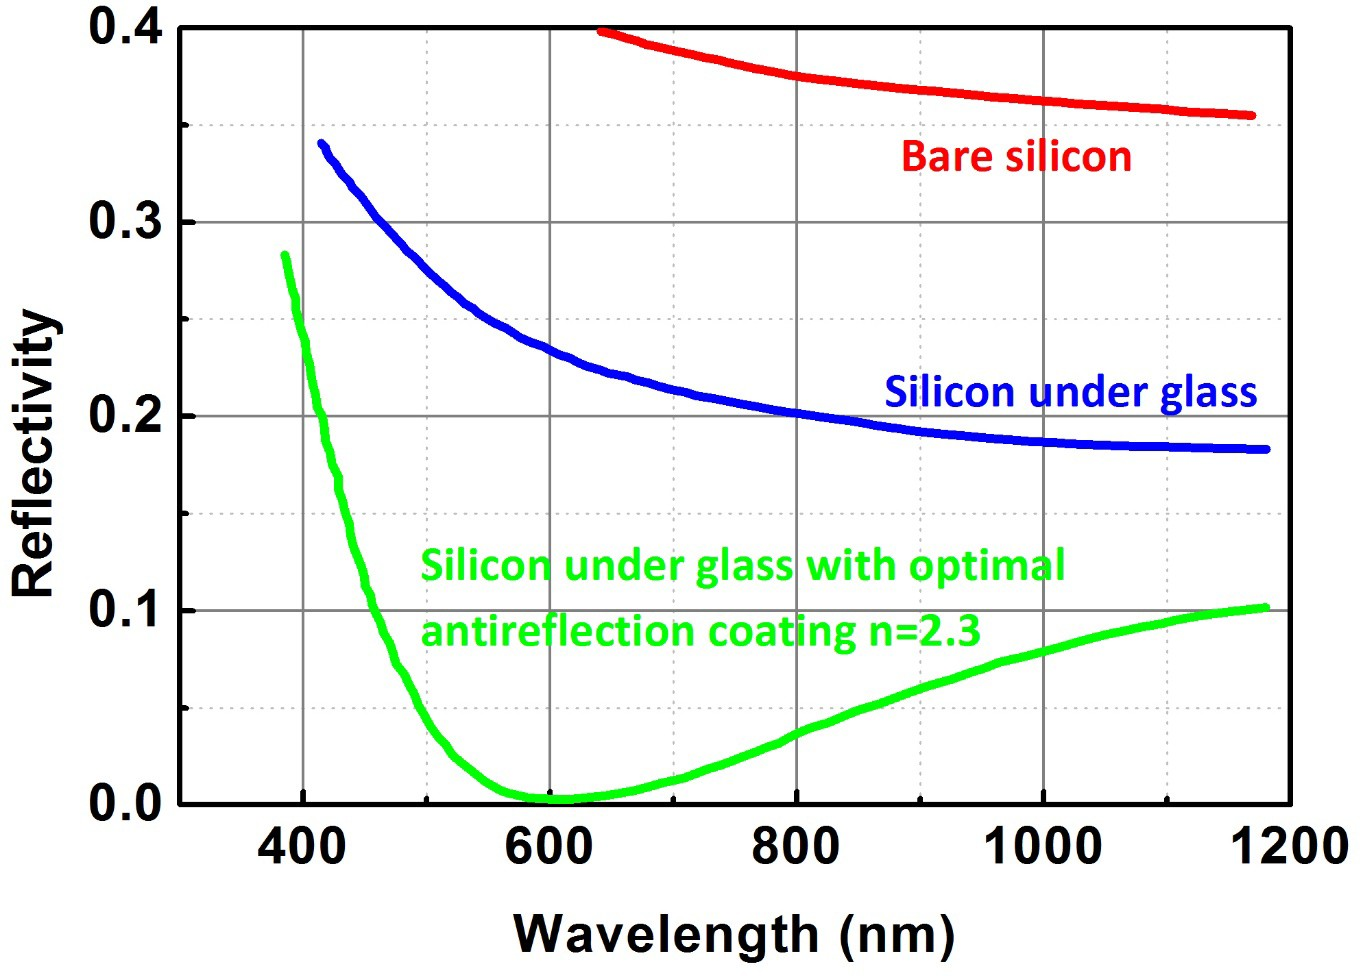 0.4
0.3
0.2
0.1
0.0
Reflectivity
Bare silicon
Silicon under glass
Silicon under glass with optimal
antireflection coating n=2.3
400 600 800 1000 1200
Wavelength (nm)